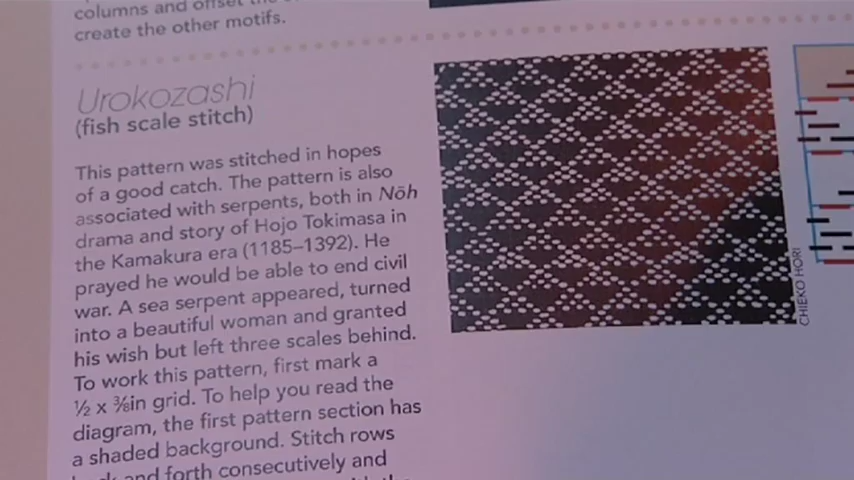 columns and offset the
create the other motifs.
Urokozashi
(fish scale stitch)
This pattern was stitched in hopes
of a good catch. The pattern is also
associated with serpents, both in Nōh
drama and story of Hojo Tokimasa in
the Kamakura era (1185–1392). He
prayed he would be able to end civil
war. A sea serpent appeared, turned
into a beautiful woman and granted
his wish but left three scales behind.
To work this pattern, first mark a
½ x ⅜in grid. To help you read the
diagram, the first pattern section has
a shaded background. Stitch rows
back and forth consecutively and
CHIEKO HORI